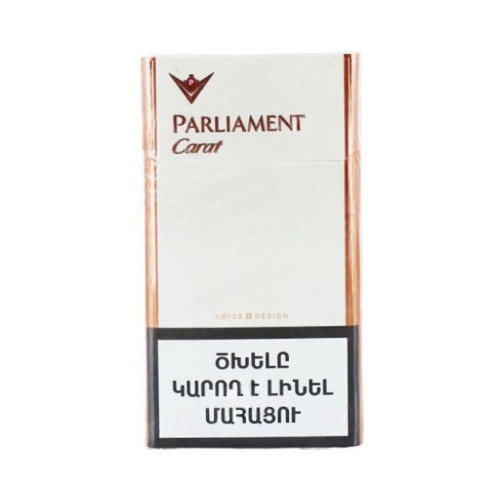 P
PARLIAMENT
Carat
SWISS DESIGN
ԾԽԵԼԸ
ԿԱՐՈՂ Է ԼԻՆԵԼ
ՄԱՀԱՑՈՒ